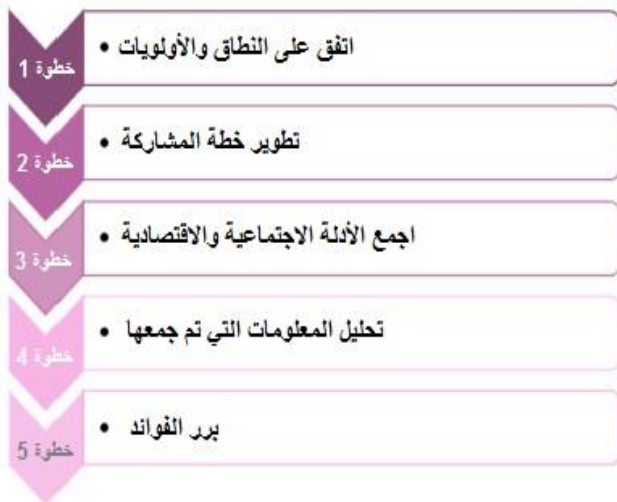 خطوة 1
• اتفق على النطاق والأولويات
خطوة 2
• تطوير خطة المشاركة
خطوة 3
• اجمع الأدلة الاجتماعية والاقتصادية
خطوة 4
• تحليل المعلومات التي تم جمعها
خطوة 5
• برر الفوائد